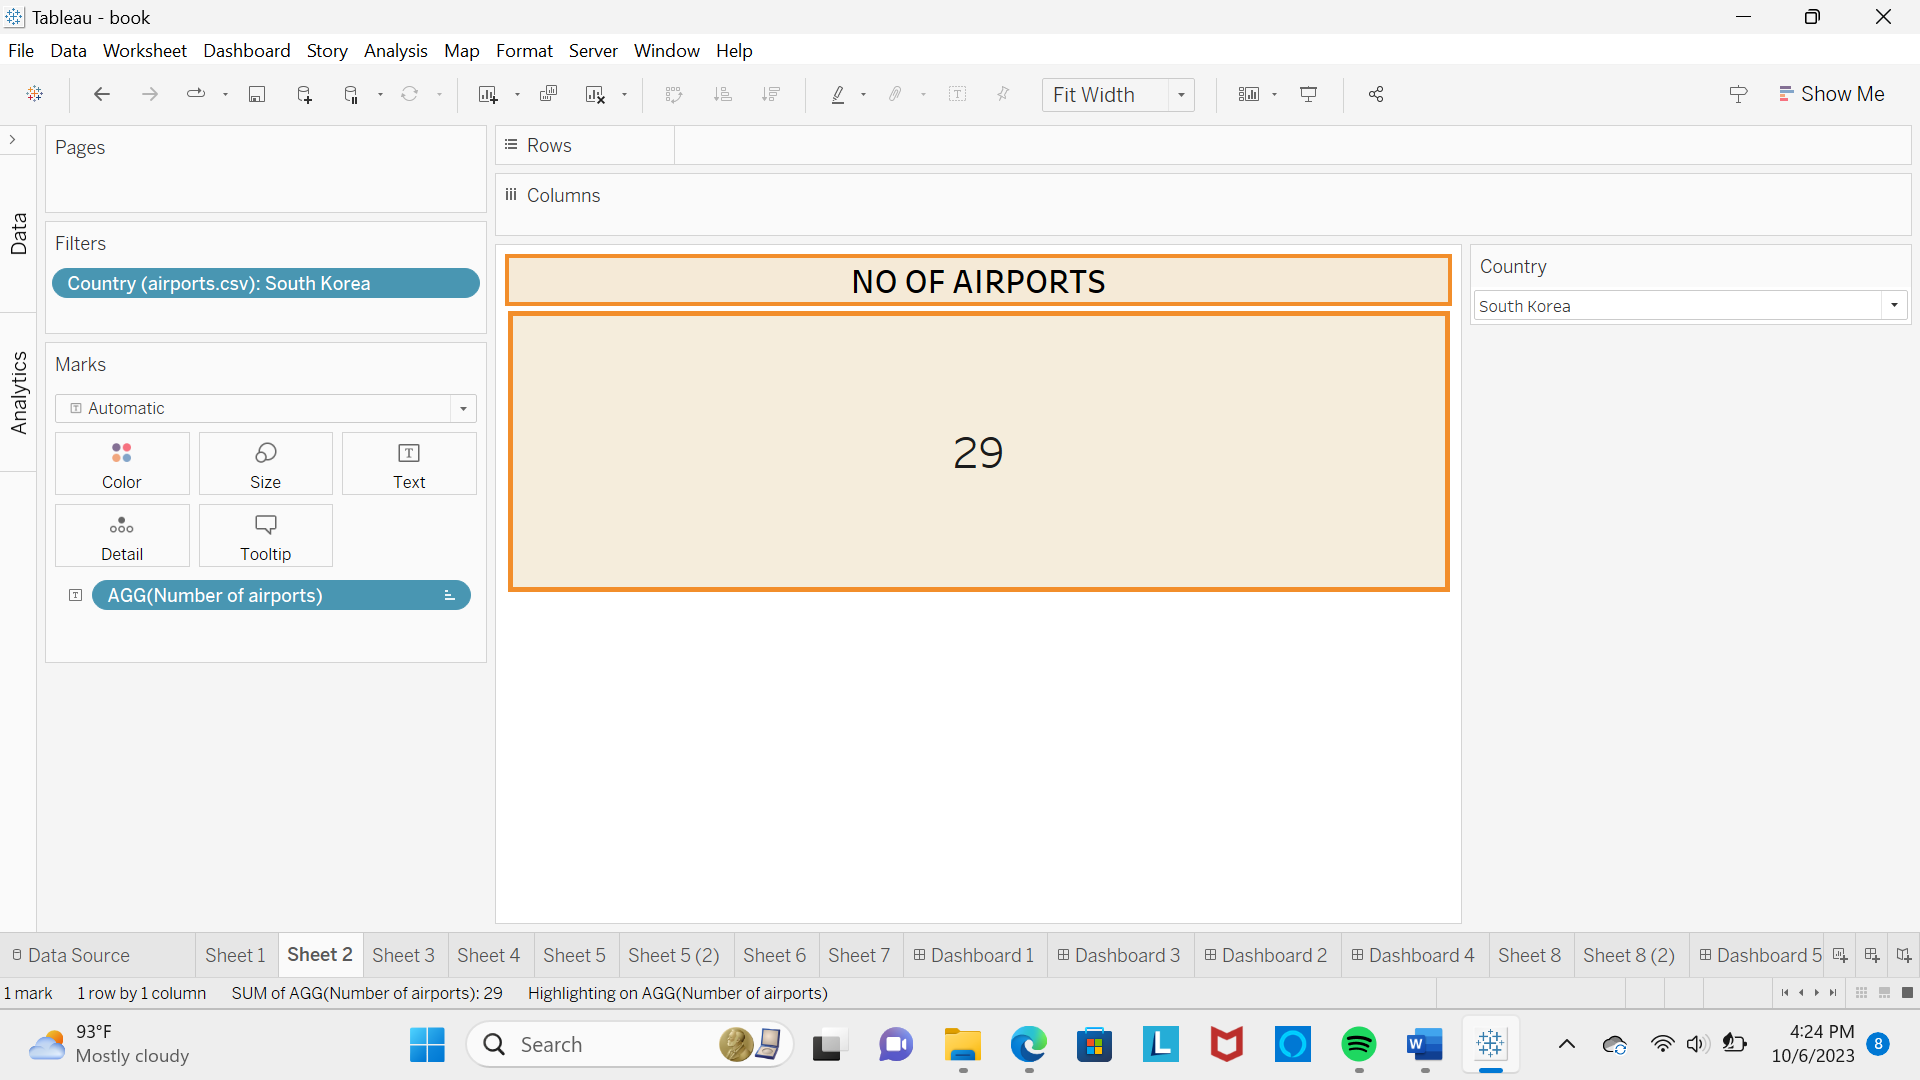 Tableau - book
File Data Worksheet Dashboard Story Analysis Map Format Server Window Help
Fit Width
Show Me
Pages
Rows
Columns
Data
Analytics
Filters
Country (airports.csv): South Korea
Marks
Automatic
Color Size Text
Detail Tooltip
AGG(Number of airports)
NO OF AIRPORTS
29
Country
South Korea
Data Source Sheet 1 Sheet 2 Sheet 3 Sheet 4 Sheet 5 Sheet 5 (2) Sheet 6 Sheet 7 Dashboard 1 Dashboard 3 Dashboard 2 Dashboard 4 Sheet 8 Sheet 8 (2) Dashboard 5
1 mark 1 row by 1 column SUM of AGG(Number of airports): 29 Highlighting on AGG(Number of airports)
93°F
Mostly cloudy
Search
4:24 PM
10/6/2023
8